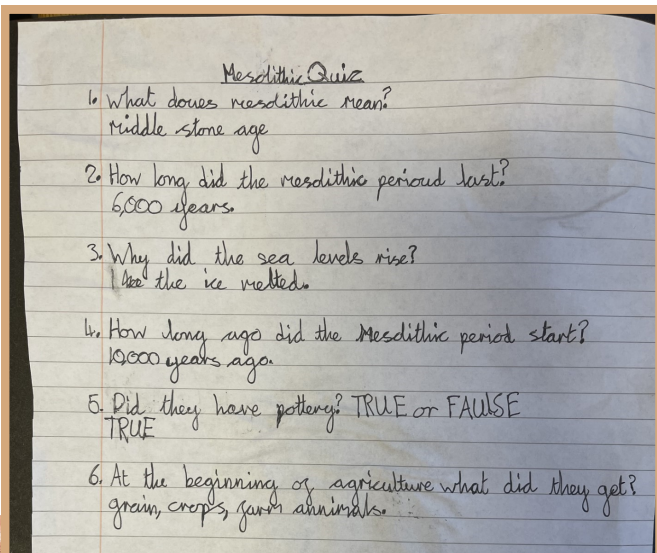 Mesolithic Quiz
1. What doues mesolithic mean?
middle stone age
2. How long did the mesolithic perioud last?
6,000 years.
3. Why did the sea levels rise?
the ice melted.
4. How long ago did the Mesolithic period start?
10,000 years ago.
5. Did they have pottery? TRUE or FAULSE
TRUE
6. At the beginning of agriculture what did they get?
grain, crops, farm annimals.